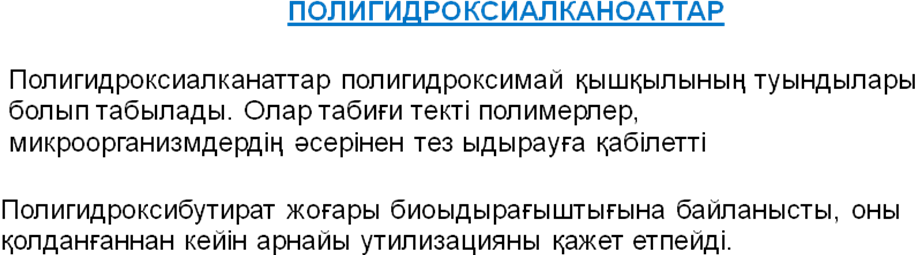 ПОЛИГИДРОКСИАЛКАНОАТТАР
Полигидроксиалканаттар полигидроксимай қышқылының туындылары
болып табылады. Олар табиғи текті полимерлер,
микроорганизмдердің әсерінен тез ыдырауға қабілетті
Полигидроксибутират жоғары биоыдырағыштығына байланысты, оны
қолданғаннан кейін арнайы утилизацияны қажет етпейді.